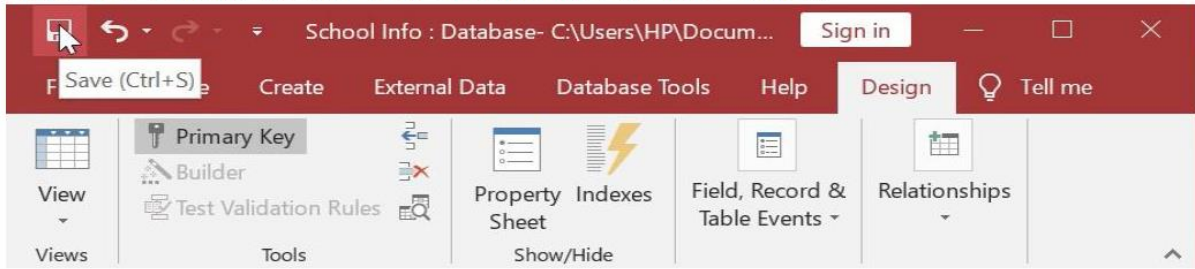 School Info : Database- C:\Users\HP\Docum... Sign in
Save (Ctrl+S)
Create External Data Database Tools Help Design Tell me
Primary Key
Builder
Test Validation Rules
View
Property Sheet
Indexes
Field, Record &
Table Events
Relationships
Views Tools Show/Hide